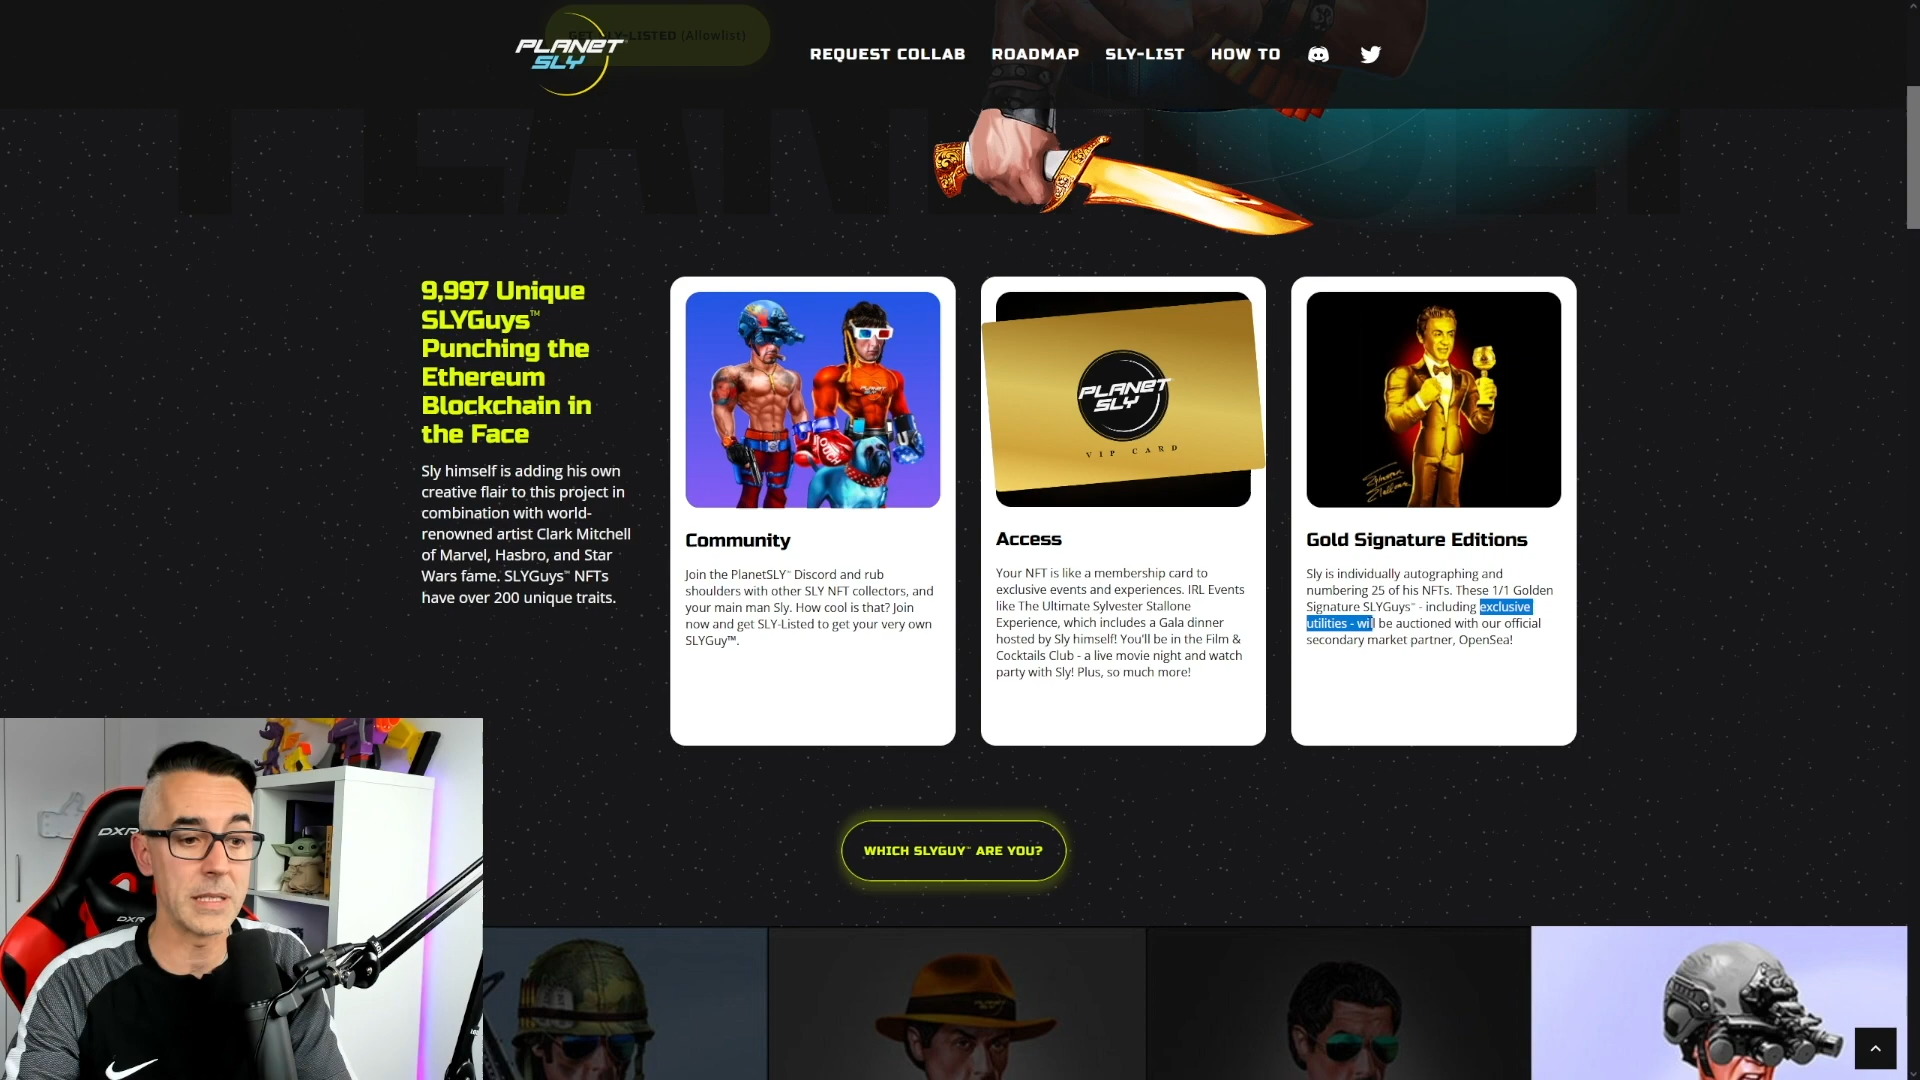 GET SLY-LISTED (Allowlist)
PLANET
SLY
REQUEST COLLAB
ROADMAP
SLY-LIST
HOW TO
9,997 Unique
SLYGuys™
Punching the
Ethereum
Blockchain in
the Face
Sly himself is adding his own
creative flair to this project in
combination with world-
renowned artist Clark Mitchell
of Marvel, Hasbro, and Star
Wars fame. SLYGuys™ NFTs
have over 200 unique traits.
Community
Join the PlanetSLY™ Discord and rub
shoulders with other SLY NFT collectors, and
your main man Sly. How cool is that? Join
now and get SLY-Listed to get your very own
SLYGuy™.
PLANET
SLY
VIP CARD
Access
Your NFT is like a membership card to
exclusive events and experiences. IRL Events
like The Ultimate Sylvester Stallone
Experience, which includes a Gala dinner
hosted by Sly himself! You'll be in the Film &
Cocktails Club - a live movie night and watch
party with Sly! Plus, so much more!
Gold Signature Editions
Sly is individually autographing and
numbering 25 of his NFTs. These 1/1 Golden
Signature SLYGuys™ - including exclusive
utilities - will be auctioned with our official
secondary market partner, OpenSea!
WHICH SLYGUY™ ARE YOU?
DXR
DXR